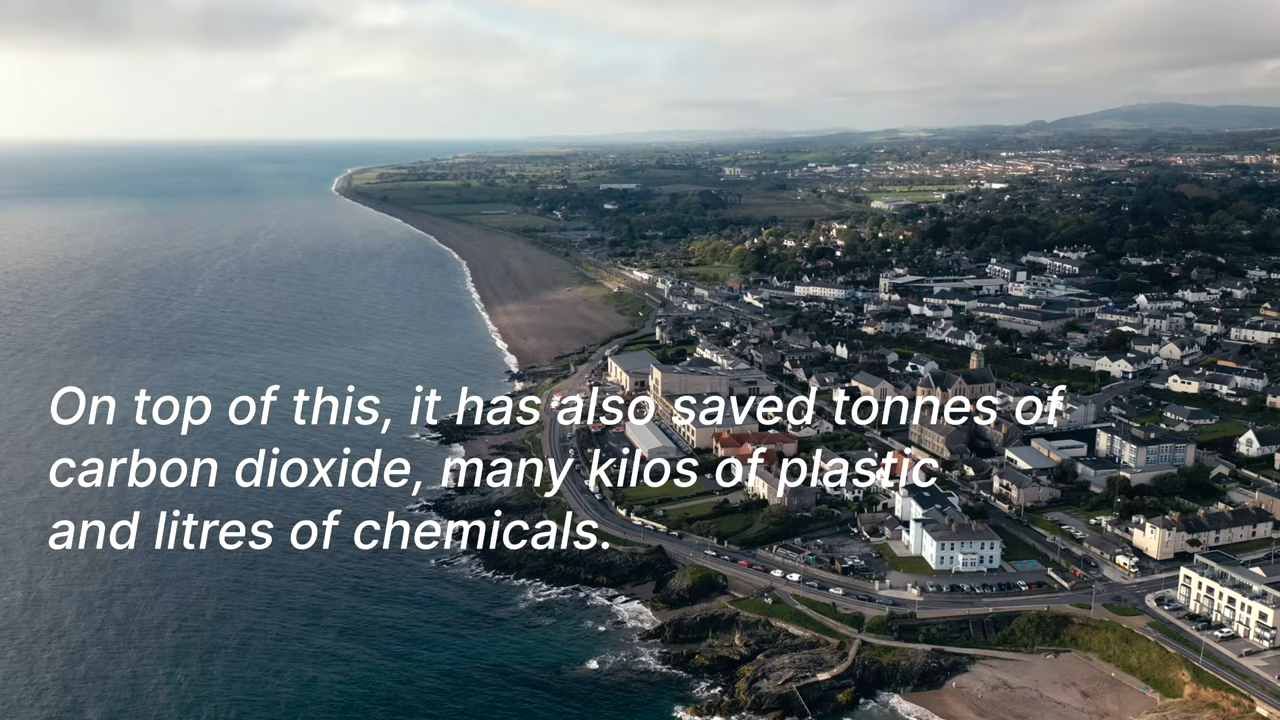 On top of this, it has also saved tonnes of
carbon dioxide, many kilos of plastic
and litres of chemicals.